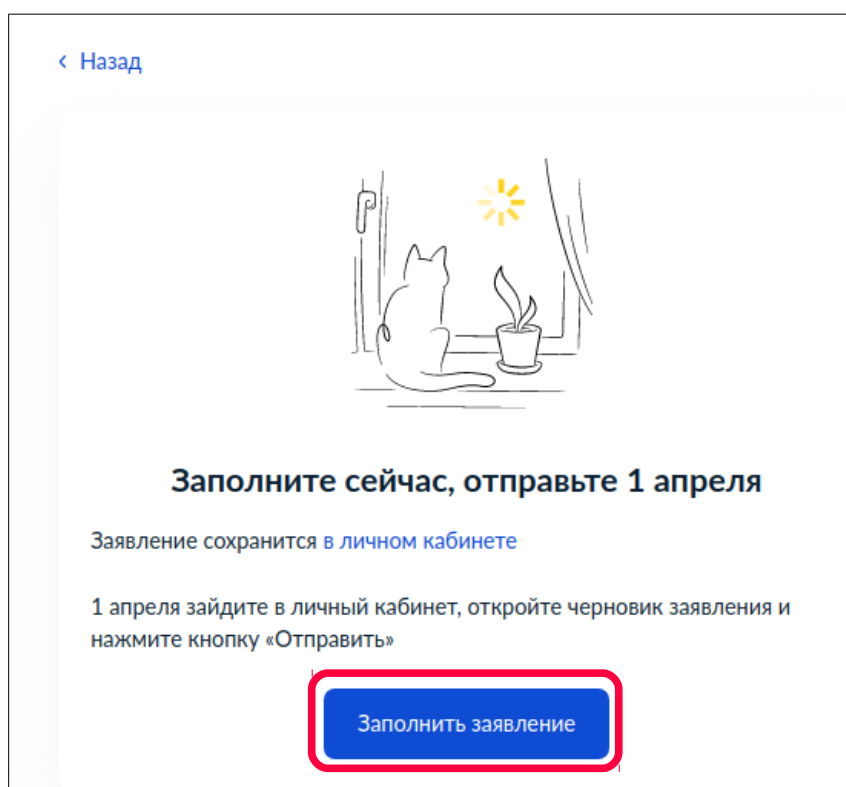 Назад
Заполните сейчас, отправьте 1 апреля
Заявление сохранится в личном кабинете
1 апреля зайдите в личный кабинет, откройте черновик заявления и
нажмите кнопку «Отправить»
Заполнить заявление